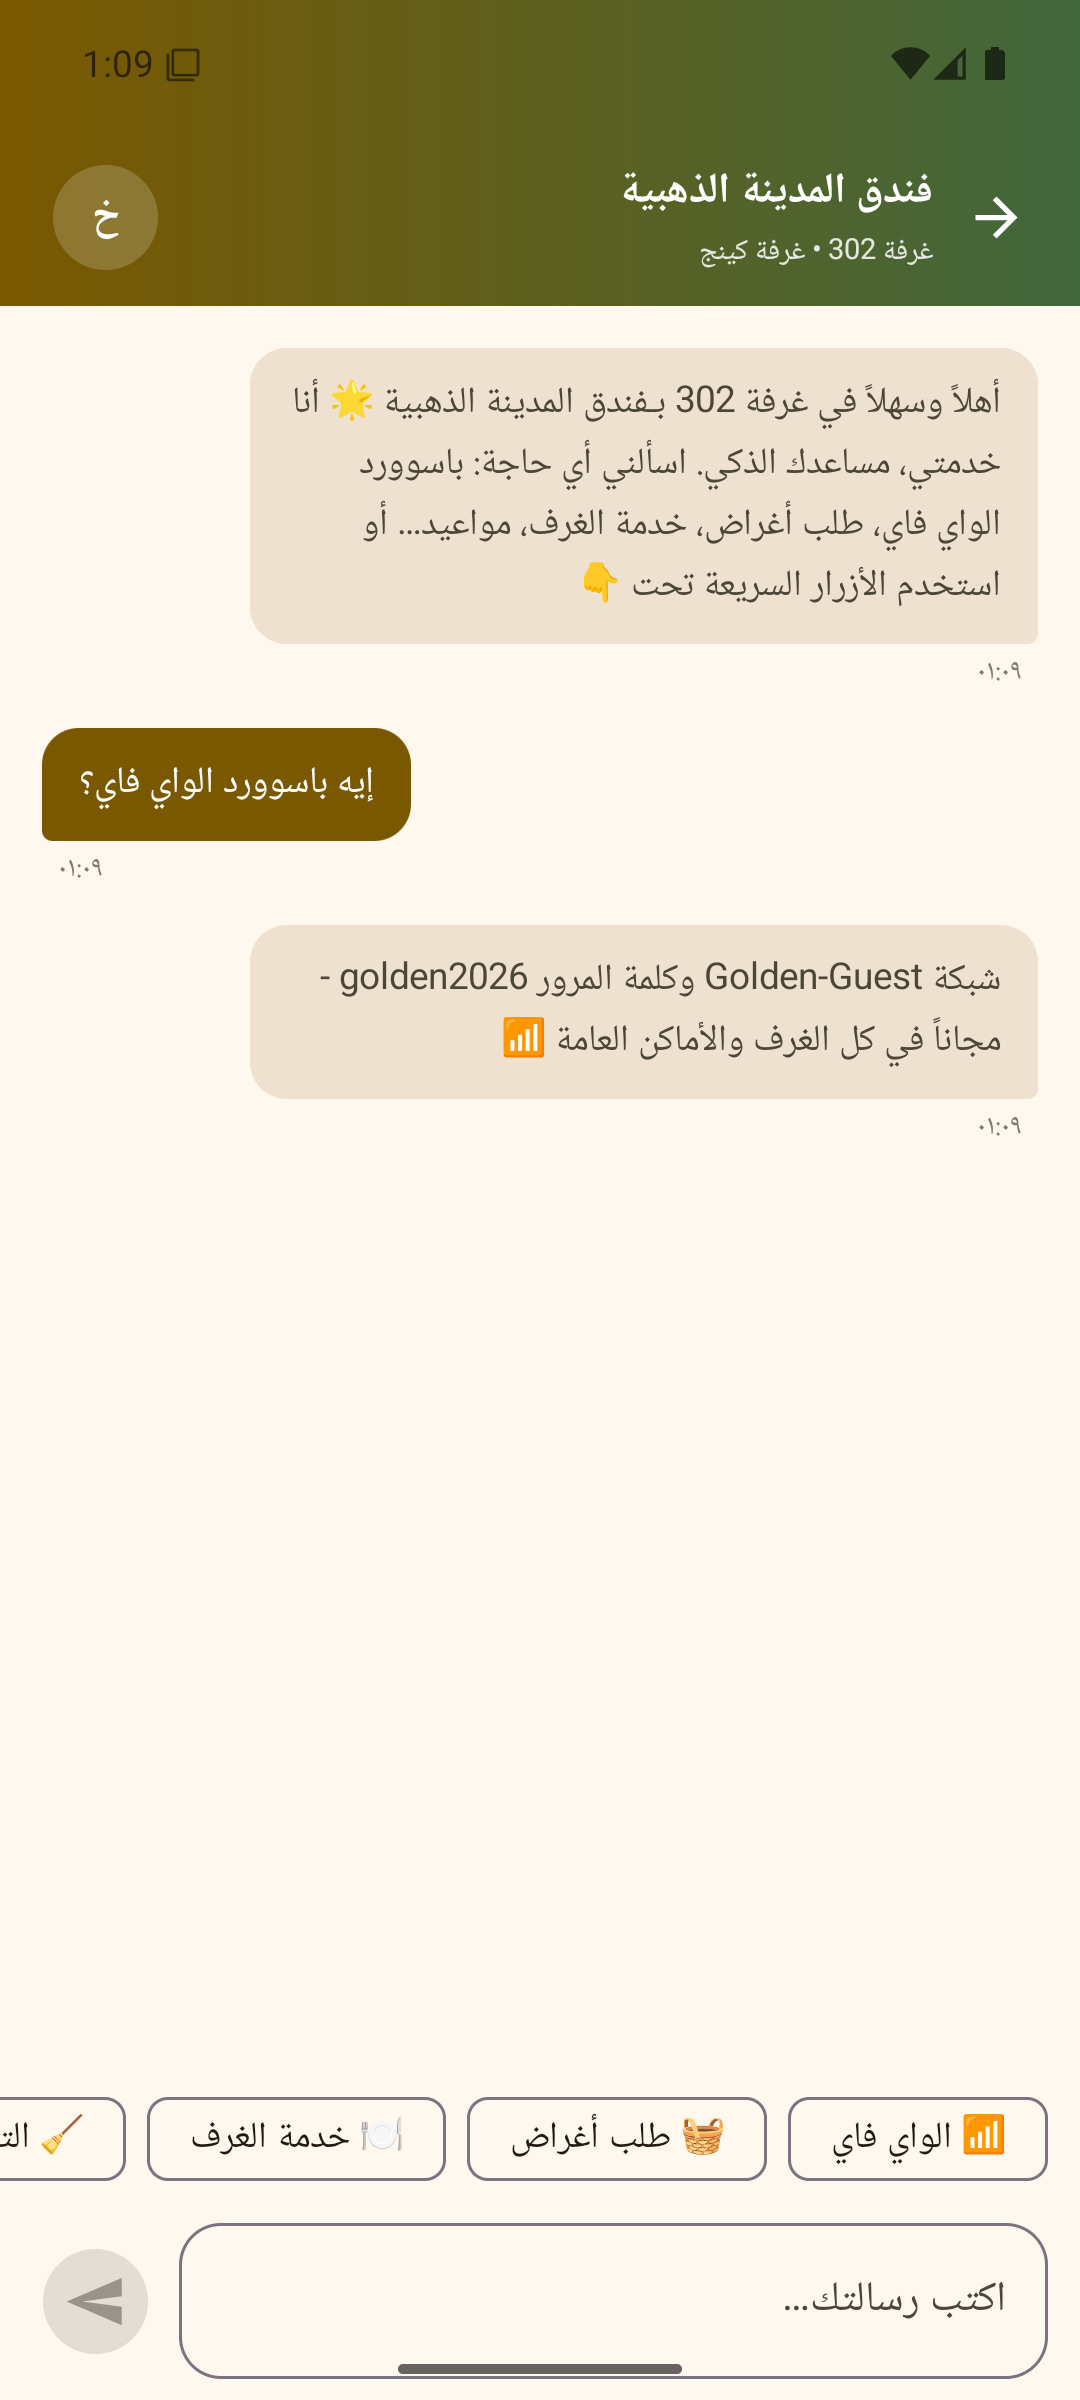 1:09
فندق المدينة الذهبية
غرفة 302 • غرفة كينج
خ
أهلاً وسهلاً في غرفة 302 بـفندق المدينة الذهبية 🌟 أنا
خدمتي، مساعدك الذكي. اسألني أي حاجة: باسوورد
الواي فاي، طلب أغراض، خدمة الغرف، مواعيد... أو
استخدم الأزرار السريعة تحت 👇
٠١:٠٩
إيه باسوورد الواي فاي؟
٠١:٠٩
شبكة Golden-Guest وكلمة المرور golden2026 -
مجاناً في كل الغرف والأماكن العامة 📶
٠١:٠٩
📶 الواي فاي
🧺 طلب أغراض
🍽️ خدمة الغرف
🧹 الت
اكتب رسالتك...